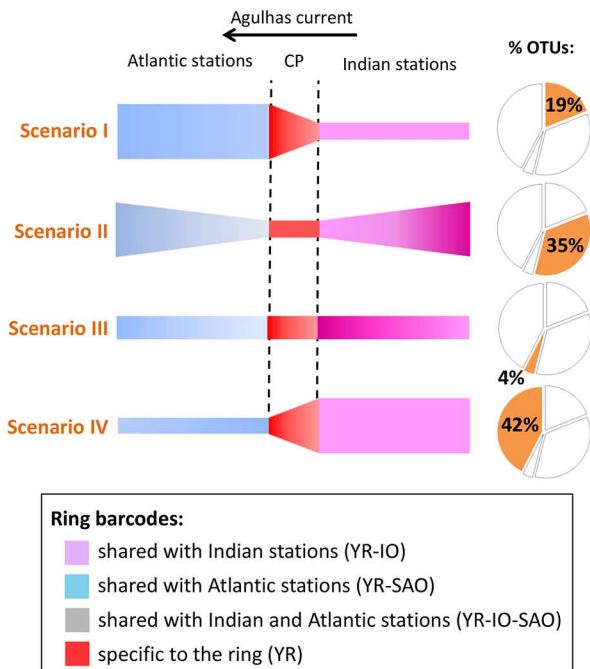 Agulhas current
Atlantic stations CP Indian stations % OTUs:
Scenario I 19%
Scenario II 35%
Scenario III 4%
Scenario IV 42%
Ring barcodes:
shared with Indian stations (YR-IO)
shared with Atlantic stations (YR-SAO)
shared with Indian and Atlantic stations (YR-IO-SAO)
specific to the ring (YR)